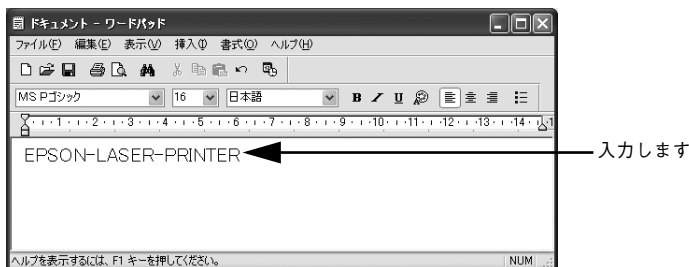 ドキュメント - ワードパッド
ファイル(F) 編集(E) 表示(V) 挿入(I) 書式(O) ヘルプ(H)
MS Pゴシック 16 日本語 B / U
1 2 3 4 5 6 7 8 9 10 11 12 13 14 1
EPSON-LASER-PRINTER
入力します
ヘルプを表示するには、F1 キーを押してください。 NUM